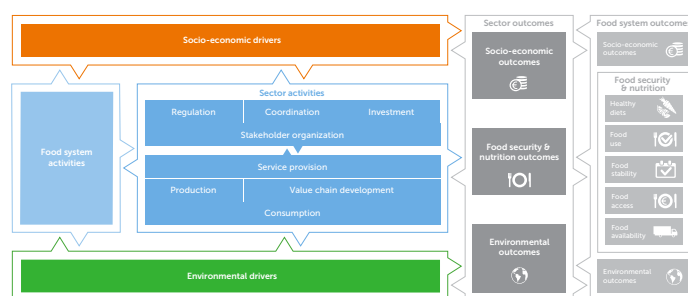 Sector outcomes
Food system outcomes
Socio-economic drivers
Socio-economic
outcomes
Socio-economic
outcomes
Food system
activities
Sector activities
Regulation
Coordination
Investment
Stakeholder organization
Service provision
Production
Value chain development
Consumption
Food security &
nutrition outcomes
Food security
& nutrition
Healthy
diets
Food
use
Food
stability
Food
access
Food
availability
Environmental drivers
Environmental
outcomes
Environmental
outcomes